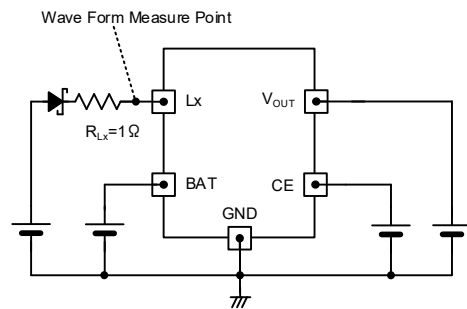 Wave Form Measure Point
Lx
VOUT
RLx=1Ω
BAT
CE
GND